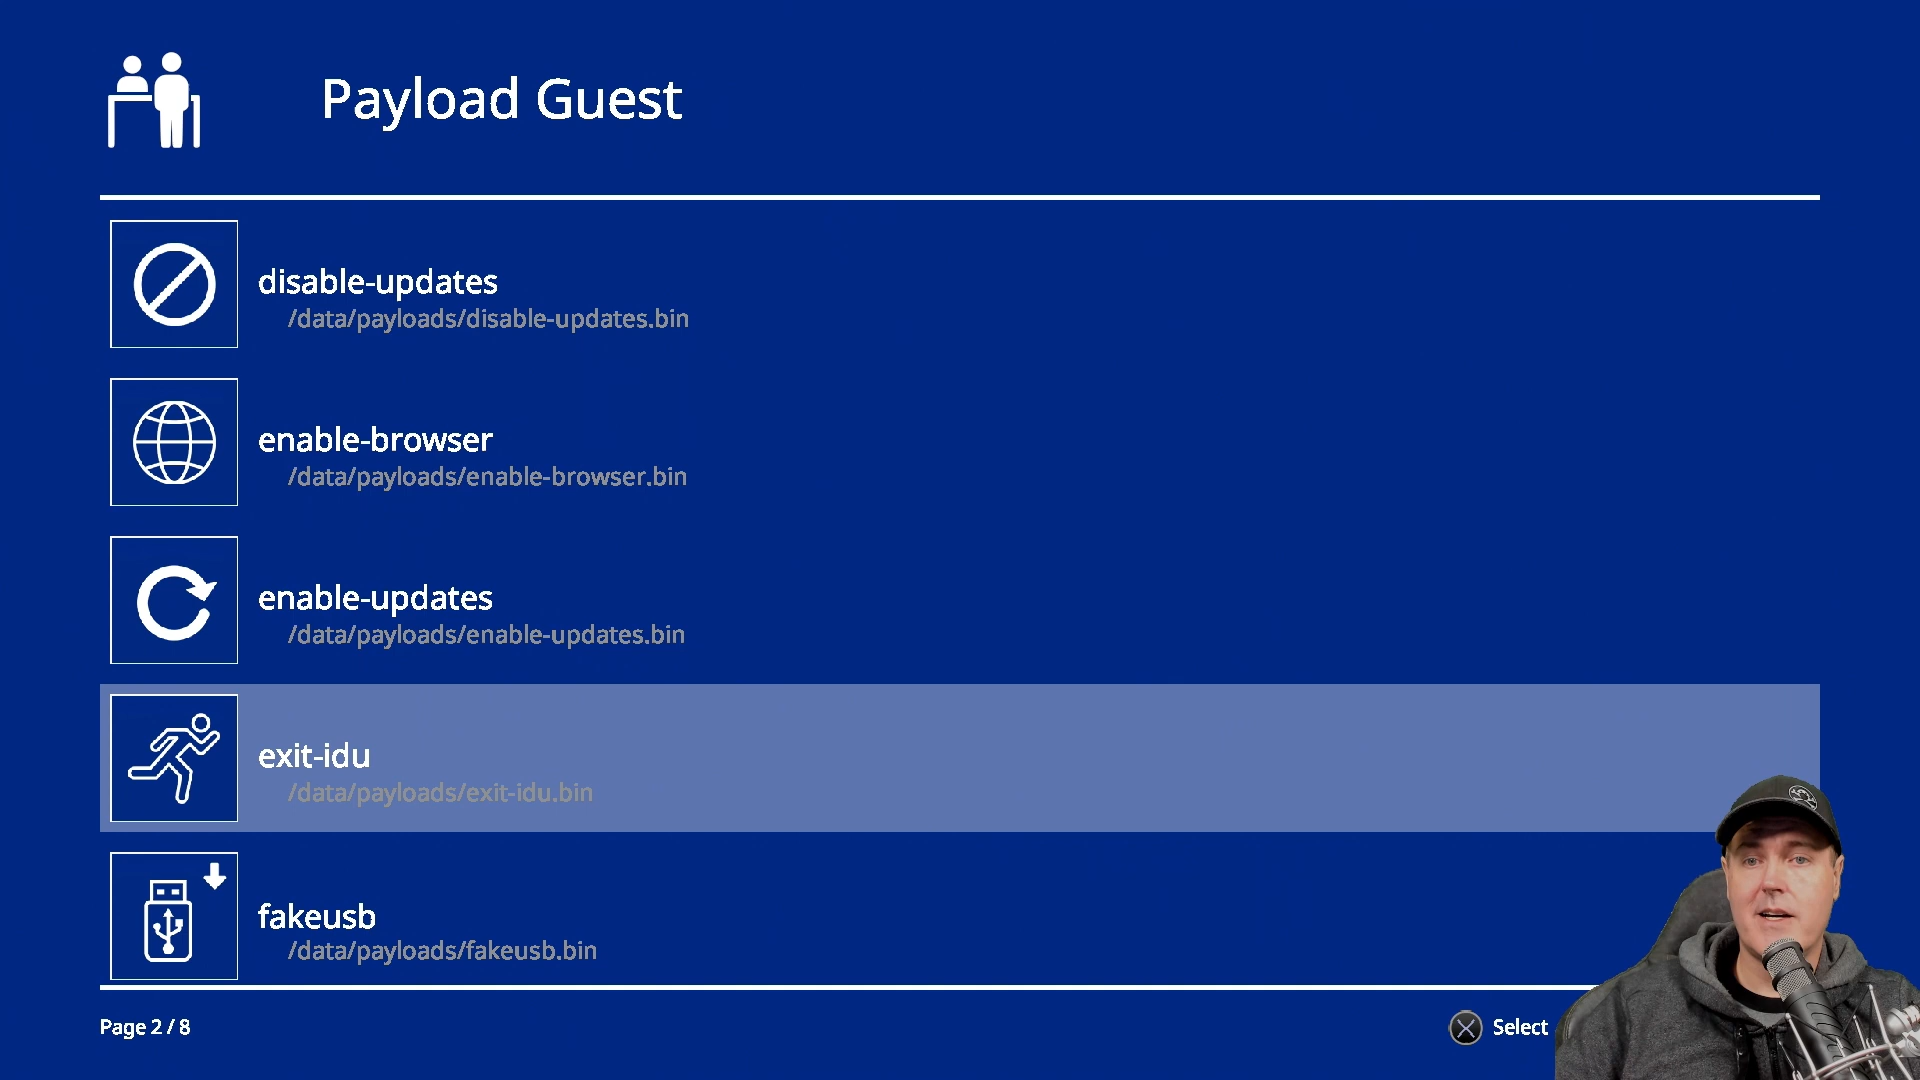 Payload Guest
disable-updates
/data/payloads/disable-updates.bin
enable-browser
/data/payloads/enable-browser.bin
enable-updates
/data/payloads/enable-updates.bin
exit-idu
/data/payloads/exit-idu.bin
fakeusb
/data/payloads/fakeusb.bin
Page 2 / 8
Select